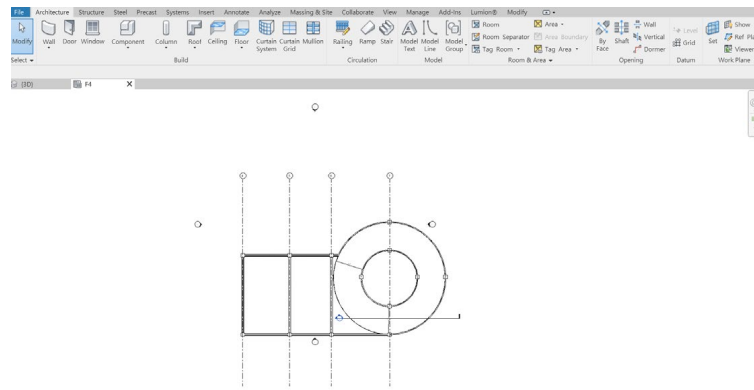 File Architecture Structure Steel Precast Systems Insert Annotate Analyze Massing & Site Collaborate View Manage Add-Ins Lumion® Modify
Modify Wall Door Window Component Column Roof Ceiling Floor Curtain System Curtain Grid Mullion Railing Ramp Stair Model Text Model Line Model Group
Room
Room Separator
Tag Room
Area
Area Boundary
Tag Area
By Face Shaft
Wall
Vertical
Dormer
Level
Grid
Set
Show
Ref Pl
Viewer
Select Build Circulation Model Room & Area Opening Datum Work Plane
{3D} F4 X